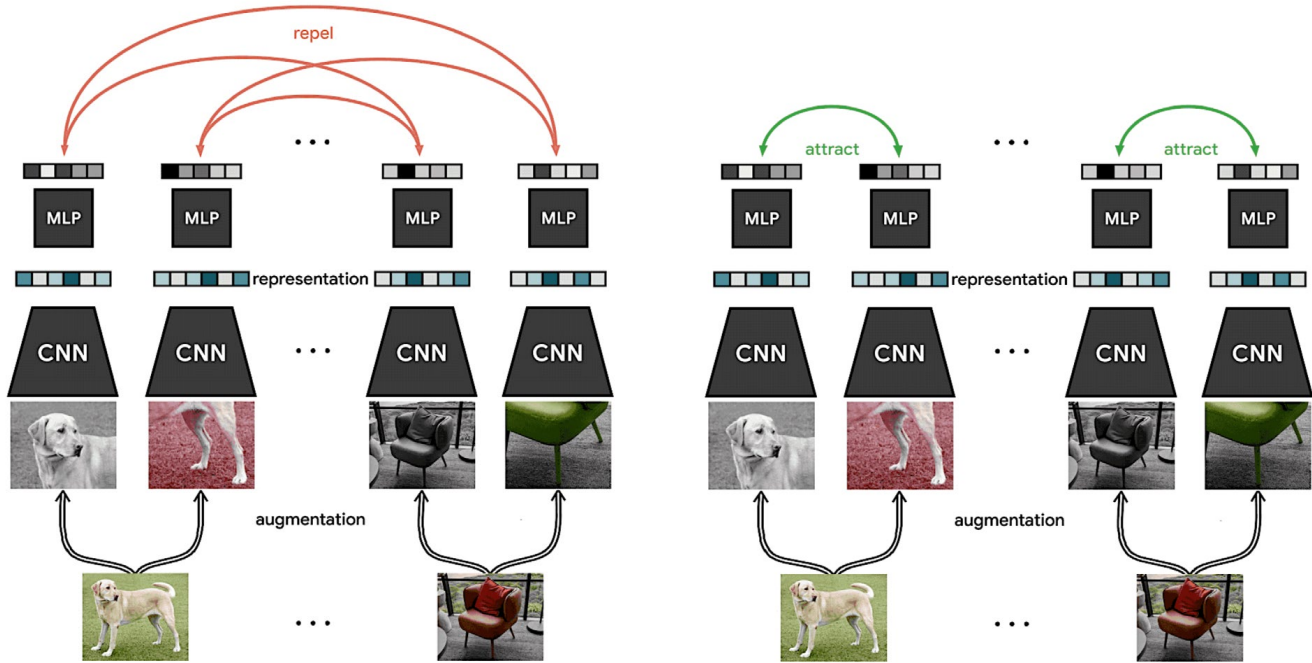 repel
attract
attract
MLP
MLP
MLP
MLP
MLP
MLP
MLP
MLP
representation
representation
CNN
CNN
CNN
CNN
CNN
CNN
CNN
CNN
augmentation
augmentation